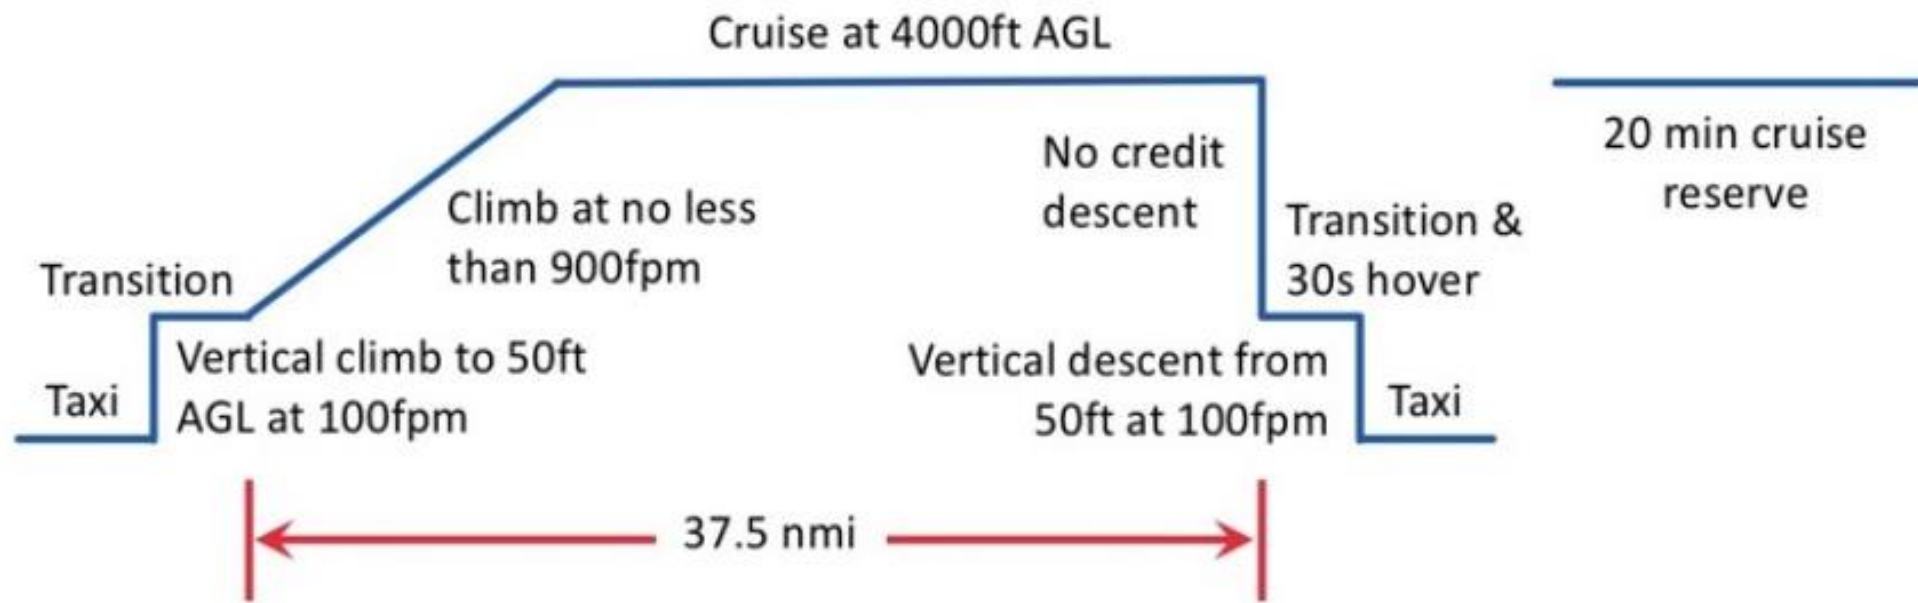 Cruise at 4000ft AGL
No credit
descent
20 min cruise
reserve
Climb at no less
than 900fpm
Transition &
30s hover
Transition
Vertical climb to 50ft
AGL at 100fpm
Vertical descent from
50ft at 100fpm
Taxi
Taxi
37.5 nmi